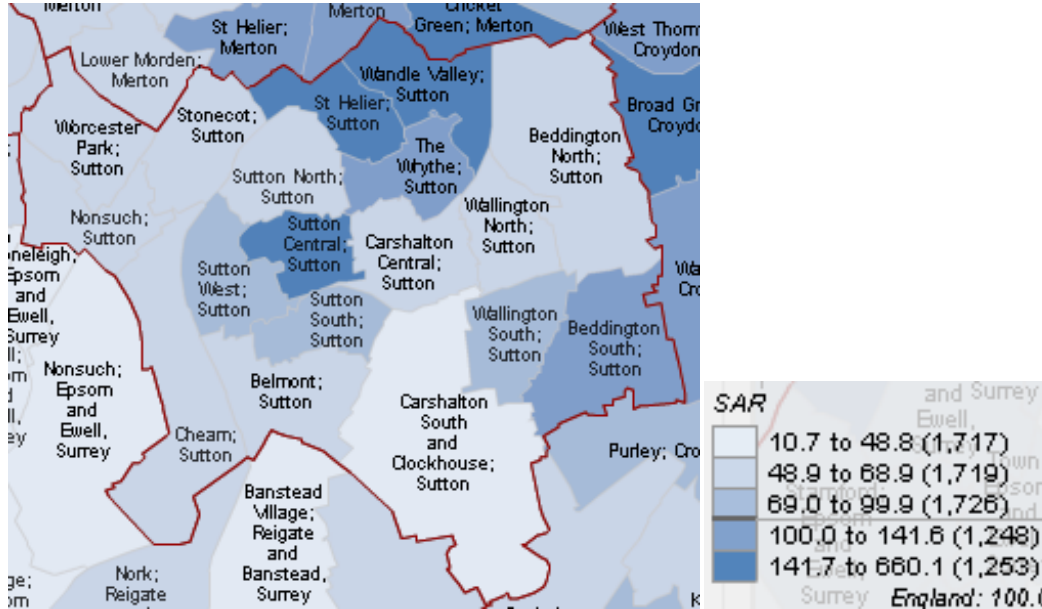 Merton
St Helier;
Merton
Merton
Cricket
Green; Merton
West Thorn
Croydon
Lower Morden;
Merton
Wandle Valley;
Sutton
St Helier;
Sutton
Stonecot;
Sutton
Broad Gr
Croydo
Worcester
Park;
Sutton
The
Whythe;
Sutton
Beddington
North;
Sutton
Sutton North;
Sutton
Nonsuch;
Sutton
Wallington
North;
Sutton
Sutton
Central;
Sutton
Carshalton
Central;
Sutton
oneleigh,
Epsom
and
Ewell,
Surrey
Sutton
West;
Sutton
Sutton
South;
Sutton
Wallington
South;
Sutton
Beddington
South;
Sutton
Wa
Cro
Nonsuch;
Epsom
and
Ewell,
Surrey
Belmont;
Sutton
Carshalton
South
and
Clockhouse;
Sutton
Cheam;
Sutton
Purley; Cro
Banstead
Village;
Reigate
and
Banstead,
Surrey
Nork;
Reigate
SAR
10.7 to 48.8 (1,717)
48.9 to 68.9 (1,719)
69.0 to 99.9 (1,726)
100.0 to 141.6 (1,248)
141.7 to 660.1 (1,253)
England: 100.0